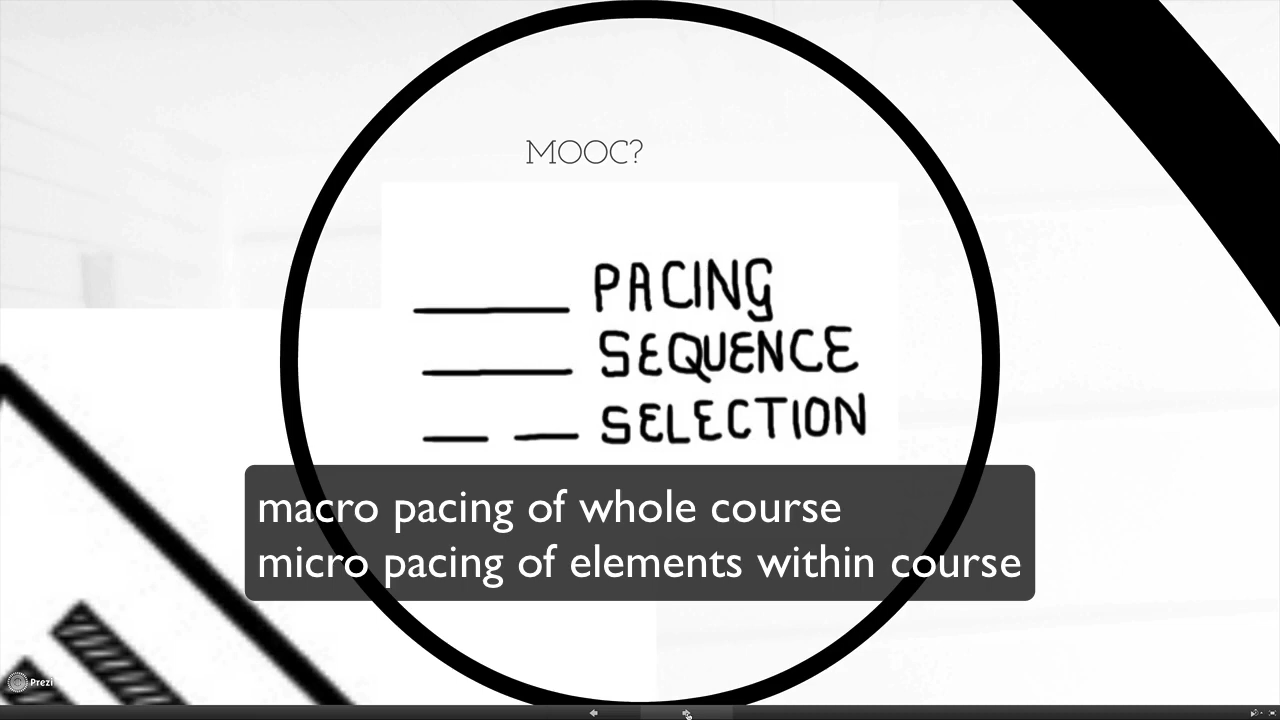 MOOC?
PACING
SEQUENCE
SELECTION
macro pacing of whole course
micro pacing of elements within course
Prezi